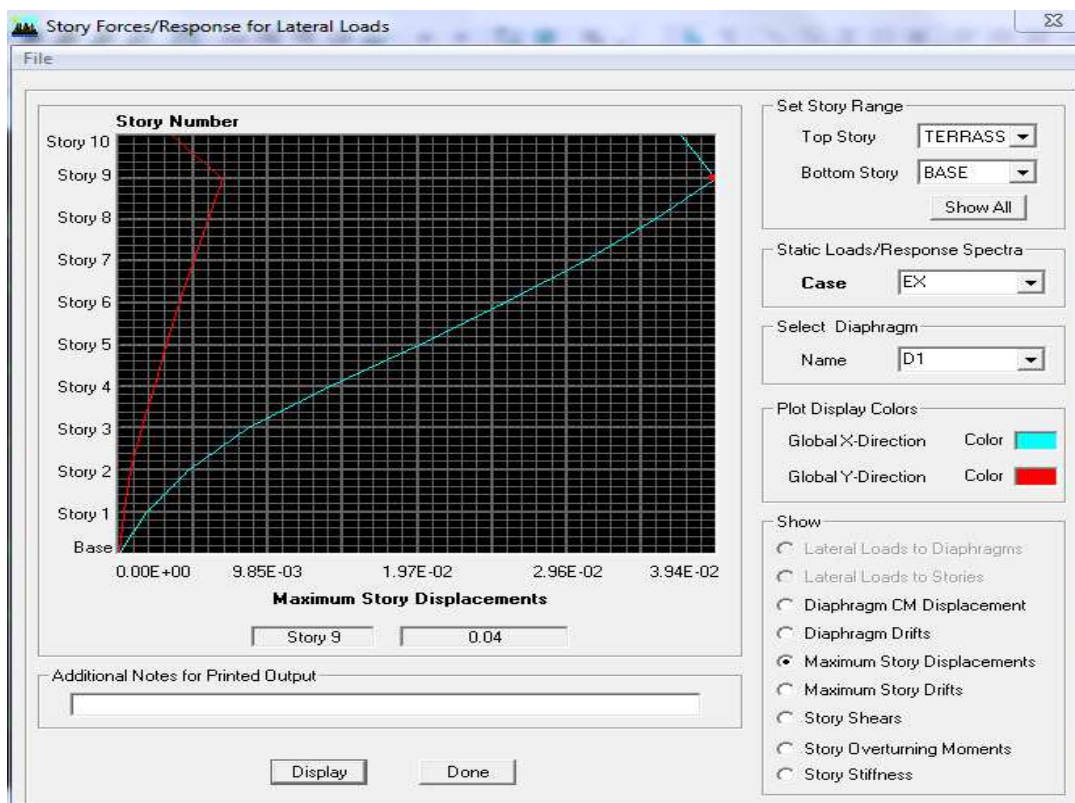 Story Forces/Response for Lateral Loads
File
Story Number
Story 10
Story 9
Story 8
Story 7
Story 6
Story 5
Story 4
Story 3
Story 2
Story 1
Base
0.00E+00 9.85E-03 1.97E-02 2.96E-02 3.94E-02
Maximum Story Displacements
Story 9 0.04
Additional Notes for Printed Output
Display Done
Set Story Range
Top Story TERRASS
Bottom Story BASE
Show All
Static Loads/Response Spectra
Case EX
Select Diaphragm
Name D1
Plot Display Colors
Global X-Direction Color
Global Y-Direction Color
Show
Lateral Loads to Diaphragms
Lateral Loads to Stories
Diaphragm CM Displacement
Diaphragm Drifts
Maximum Story Displacements
Maximum Story Drifts
Story Shears
Story Overturning Moments
Story Stiffness